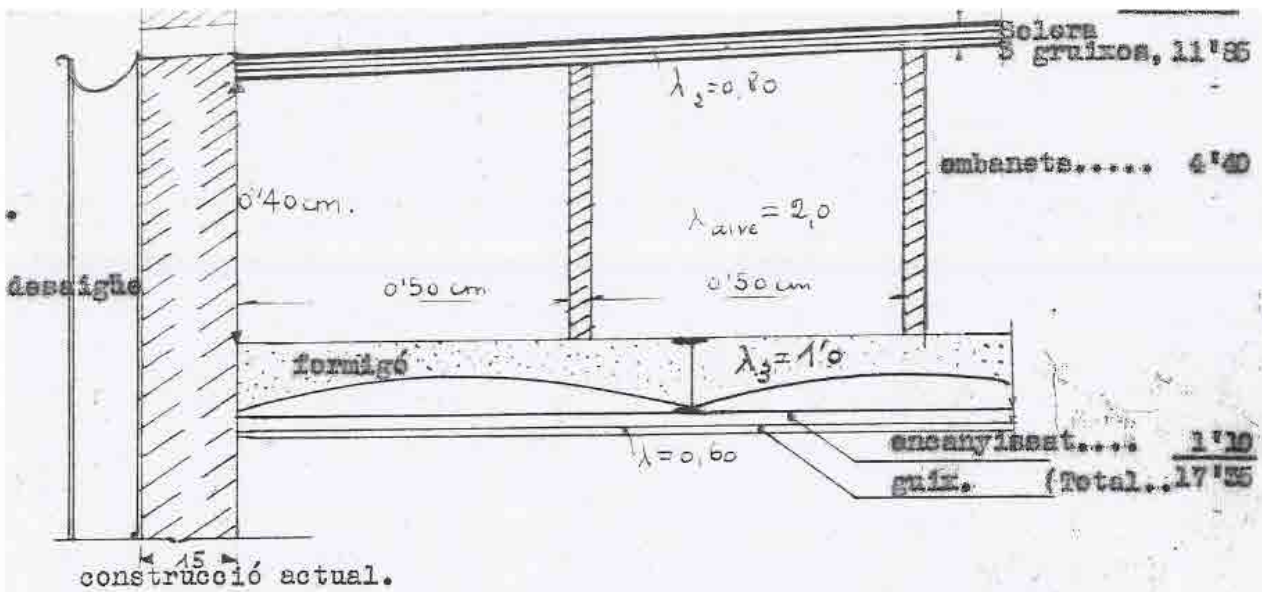 Solera
3 gruixos, 11'85
λ₂=0,80
embanets..... 4'40
0'40 cm.
λ aire = 2,0
desaigüe
0'50 cm
0'50 cm
formigó
λ₃=1'0
encanyissat.... 1'10
λ=0,60
guix. (Total.. 17'35
15
construcció actual.